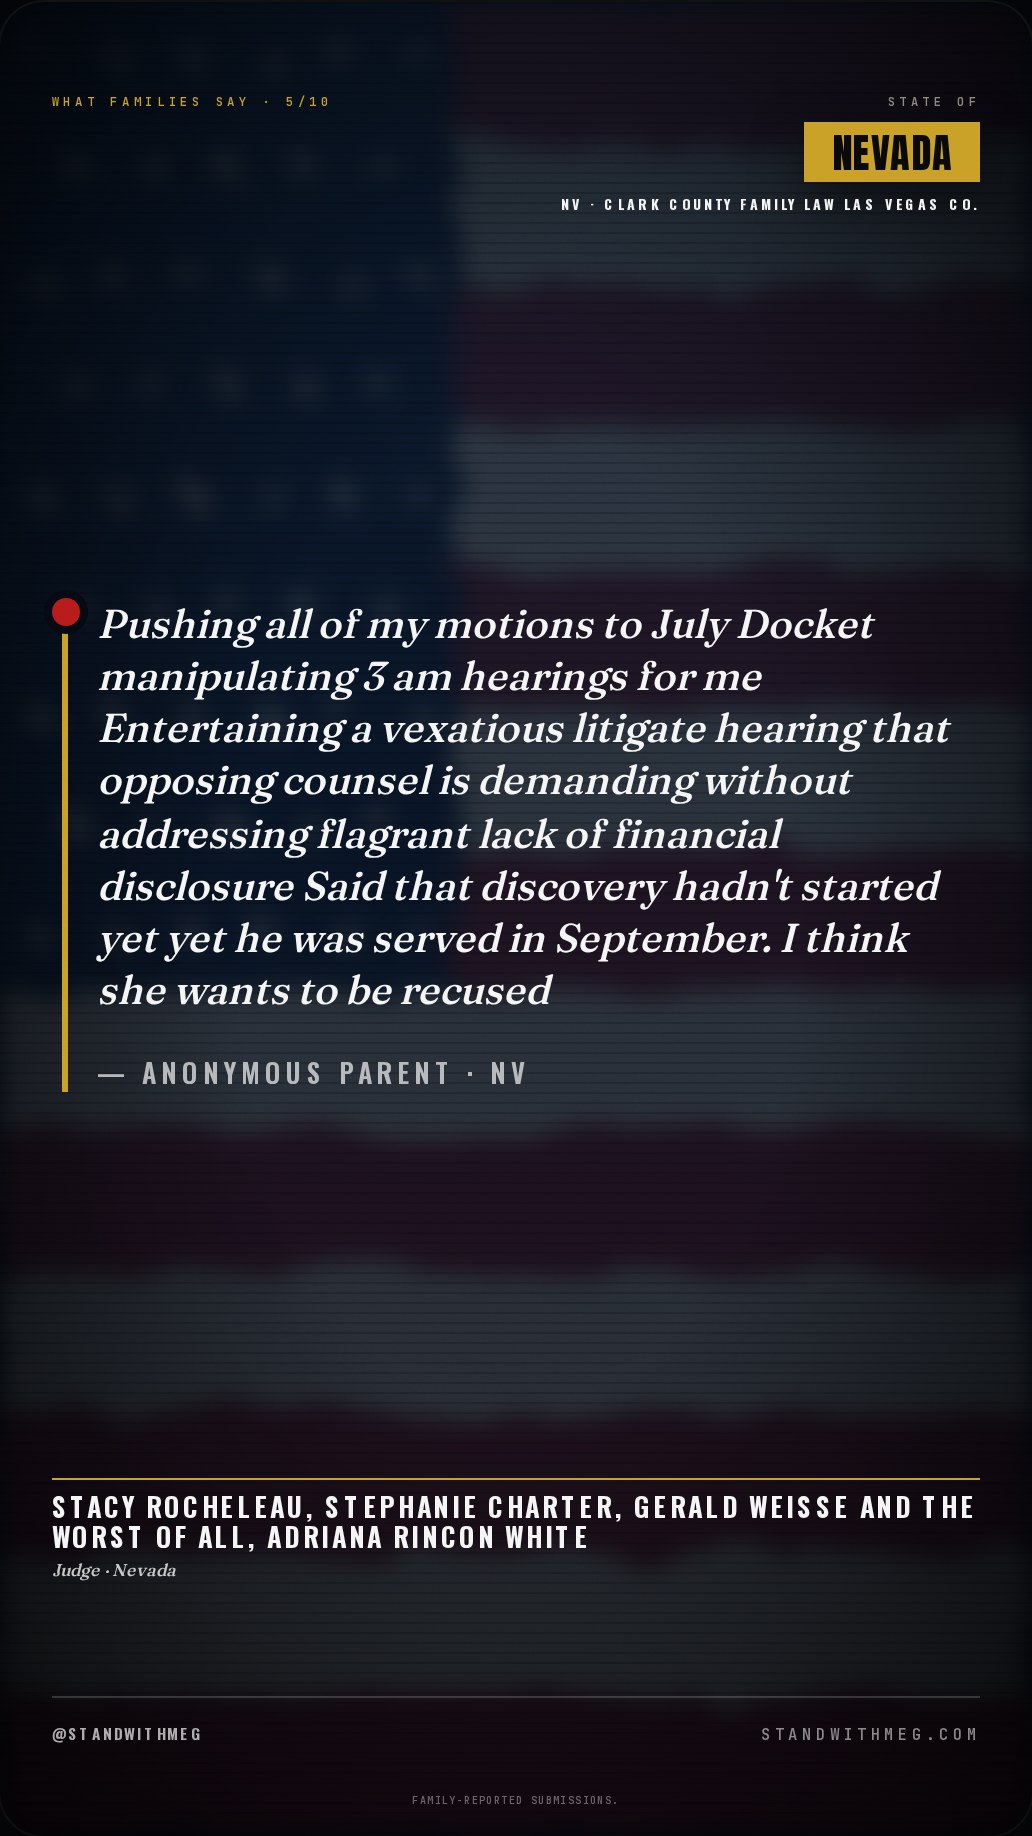 WHAT FAMILIES SAY · 5/10
STATE OF
NEVADA
NV · CLARK COUNTY FAMILY LAW LAS VEGAS CO.
Pushing all of my motions to July Docket
manipulating 3 am hearings for me
Entertaining a vexatious litigate hearing that
opposing counsel is demanding without
addressing flagrant lack of financial
disclosure Said that discovery hadn't started
yet yet he was served in September. I think
she wants to be recused
— ANONYMOUS PARENT · NV
STACY ROCHELEAU, STEPHANIE CHARTER, GERALD WEISSE AND THE
WORST OF ALL, ADRIANA RINCON WHITE
Judge · Nevada
@STANDWITHMEG
STANDWITHMEG.COM
FAMILY-REPORTED SUBMISSIONS.